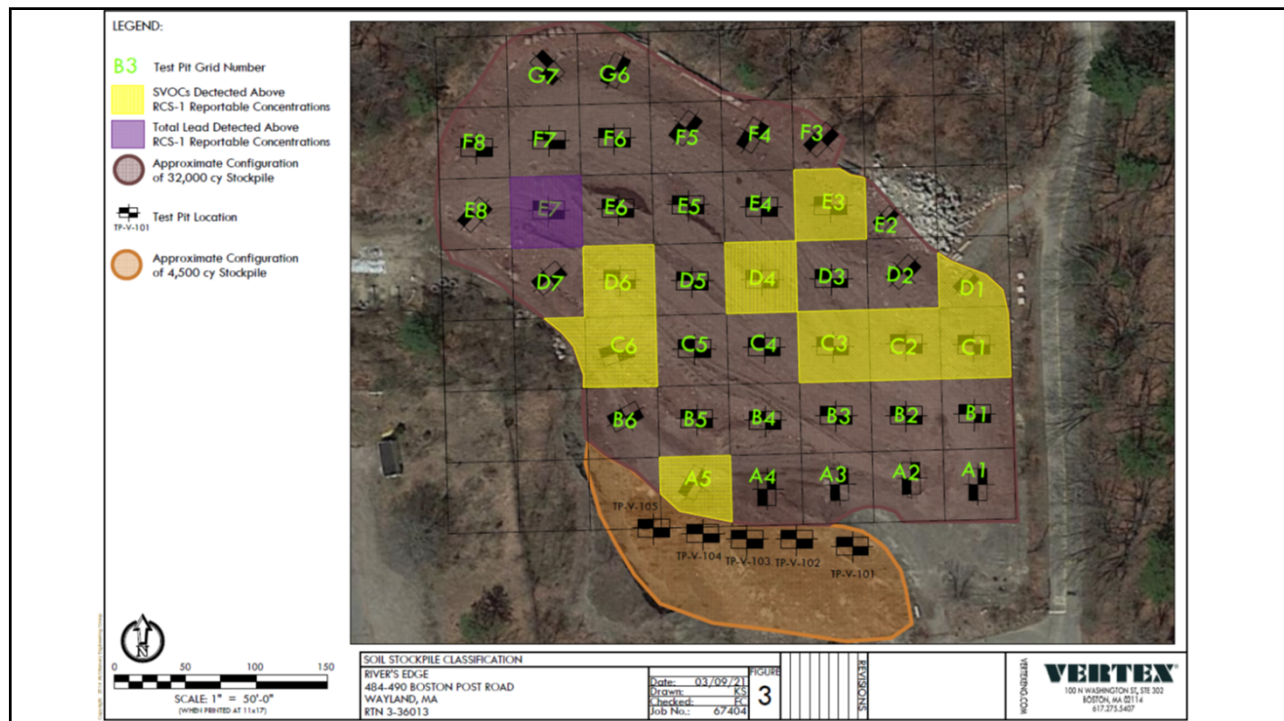 LEGEND:
B3 Test Pit Grid Number
SVOCs Dectected Above
RCS-1 Reportable Concentrations
Total Lead Detected Above
RCS-1 Reportable Concentrations
Approximate Configuration
of 32,000 cy Stockpile
Test Pit Location
TP-V-101
Approximate Configuration
of 4,500 cy Stockpile
G7 G6
F8 F7 F6 F5 F4 F3
E8 E7 E6 E5 E4 E3 E2
D7 D6 D5 D4 D3 D2 D1
C6 C5 C4 C3 C2 C1
B6 B5 B4 B3 B2 B1
A5 A4 A3 A2 A1
TP-V-105
TP-V-104 TP-V-103 TP-V-102 TP-V-101
N
0 50 100 150
SCALE: 1" = 50'-0"
(WHEN PRINTED AT 11x17)
SOIL STOCKPILE CLASSIFICATION
RIVER'S EDGE
484-490 BOSTON POST ROAD
WAYLAND, MA
RTN 3-36013
Date: 03/09/21
Drawn: KS
Checked: FC
Job No.: 67404
FIGURE
3
REVISIONS
VERTEXENG.COM
VERTEX®
100 N WASHINGTON ST, STE 302
BOSTON, MA 02114
617.275.5407